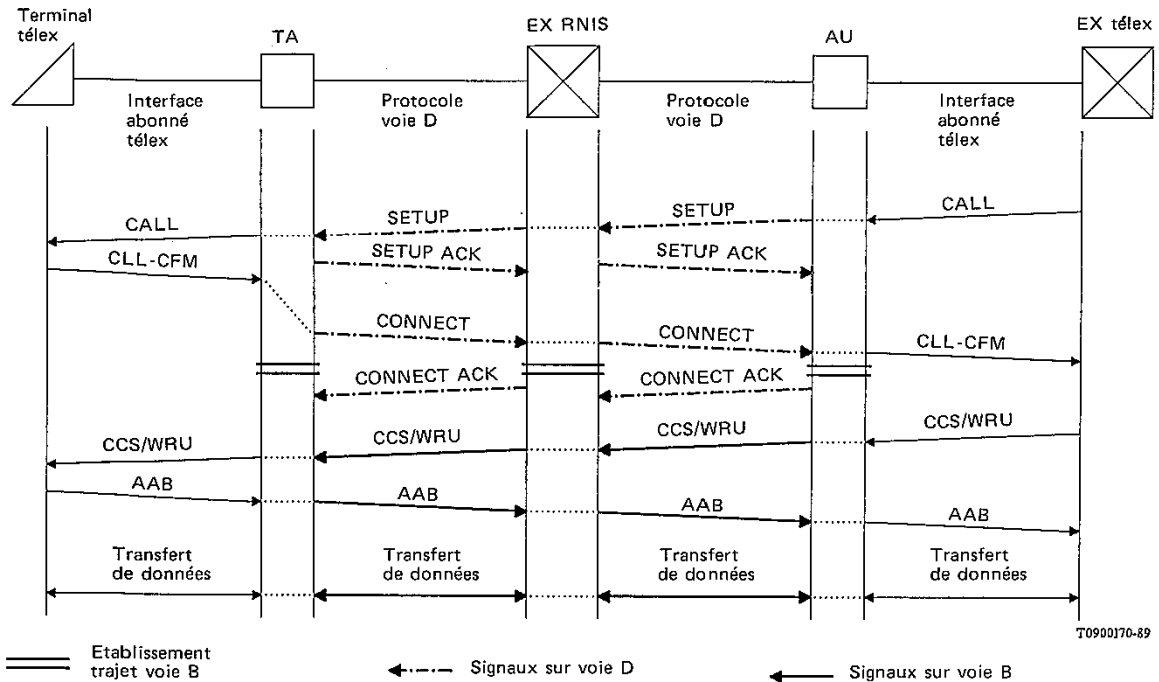 Terminal
télex
TA
EX RNIS
AU
EX télex
Interface
abonné
télex
Protocole
voie D
Protocole
voie D
Interface
abonné
télex
CALL
SETUP
SETUP
CALL
CLL-CFM
SETUP ACK
SETUP ACK
CONNECT
CONNECT
CLL-CFM
CONNECT ACK
CONNECT ACK
CCS/WRU
CCS/WRU
CCS/WRU
CCS/WRU
AAB
AAB
AAB
AAB
Transfert
de données
Transfert
de données
Transfert
de données
Transfert
de données
T0900170-89
Etablissement
trajet voie B
Signaux sur voie D
Signaux sur voie B